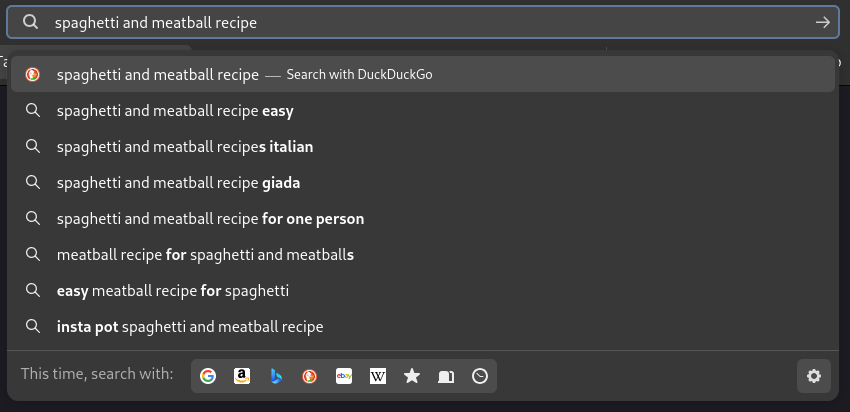 spaghetti and meatball recipe
spaghetti and meatball recipe — Search with DuckDuckGo
spaghetti and meatball recipe easy
spaghetti and meatball recipes italian
spaghetti and meatball recipe giada
spaghetti and meatball recipe for one person
meatball recipe for spaghetti and meatballs
easy meatball recipe for spaghetti
insta pot spaghetti and meatball recipe
This time, search with: G a ebay W